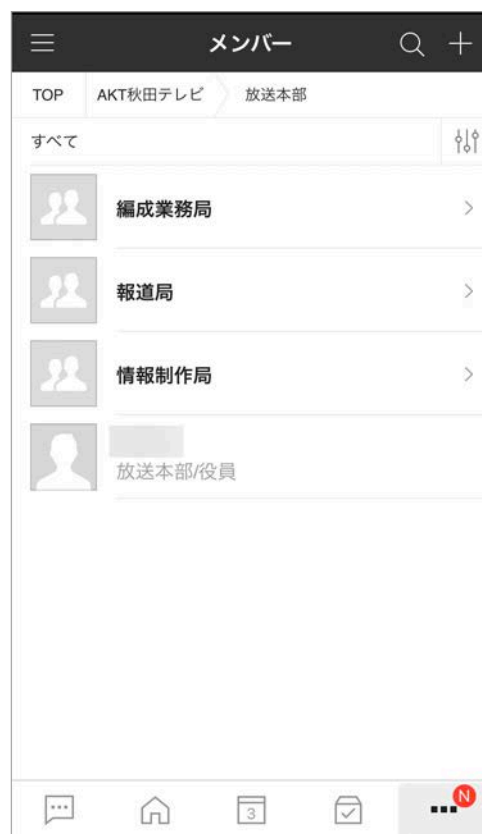 メンバー
TOP AKT秋田テレビ 放送本部
すべて
編成業務局
報道局
情報制作局
放送本部/役員
3
N